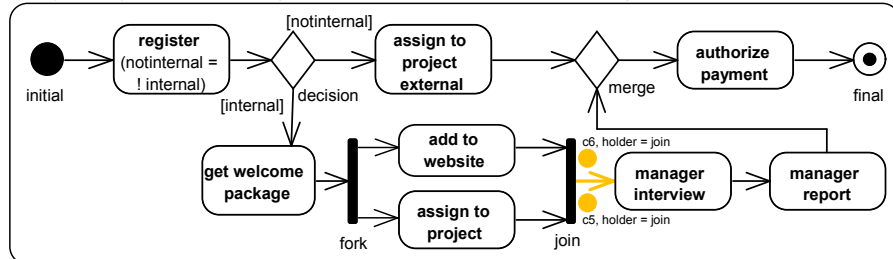 [notinternal]
register
(notinternal =
! internal)
assign to
project
external
authorize
payment
initial
[internal]
decision
merge
final
get welcome
package
add to
website
c6, holder = join
manager
interview
manager
report
assign to
project
c5, holder = join
fork
join